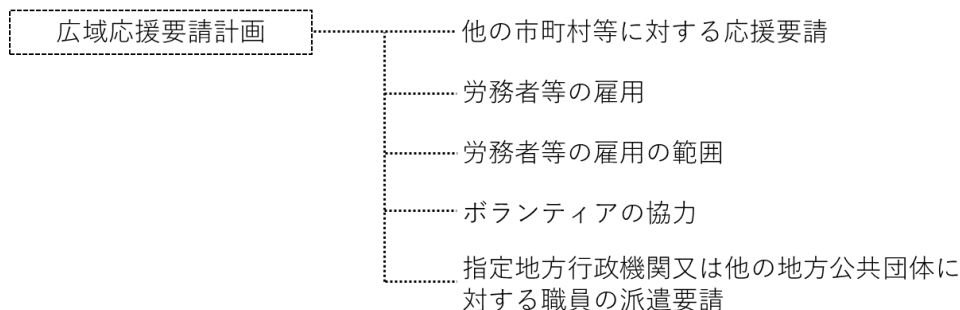 広域応援要請計画
他の市町村等に対する応援要請
労務者等の雇用
労務者等の雇用の範囲
ボランティアの協力
指定地方行政機関又は他の地方公共団体に
対する職員の派遣要請